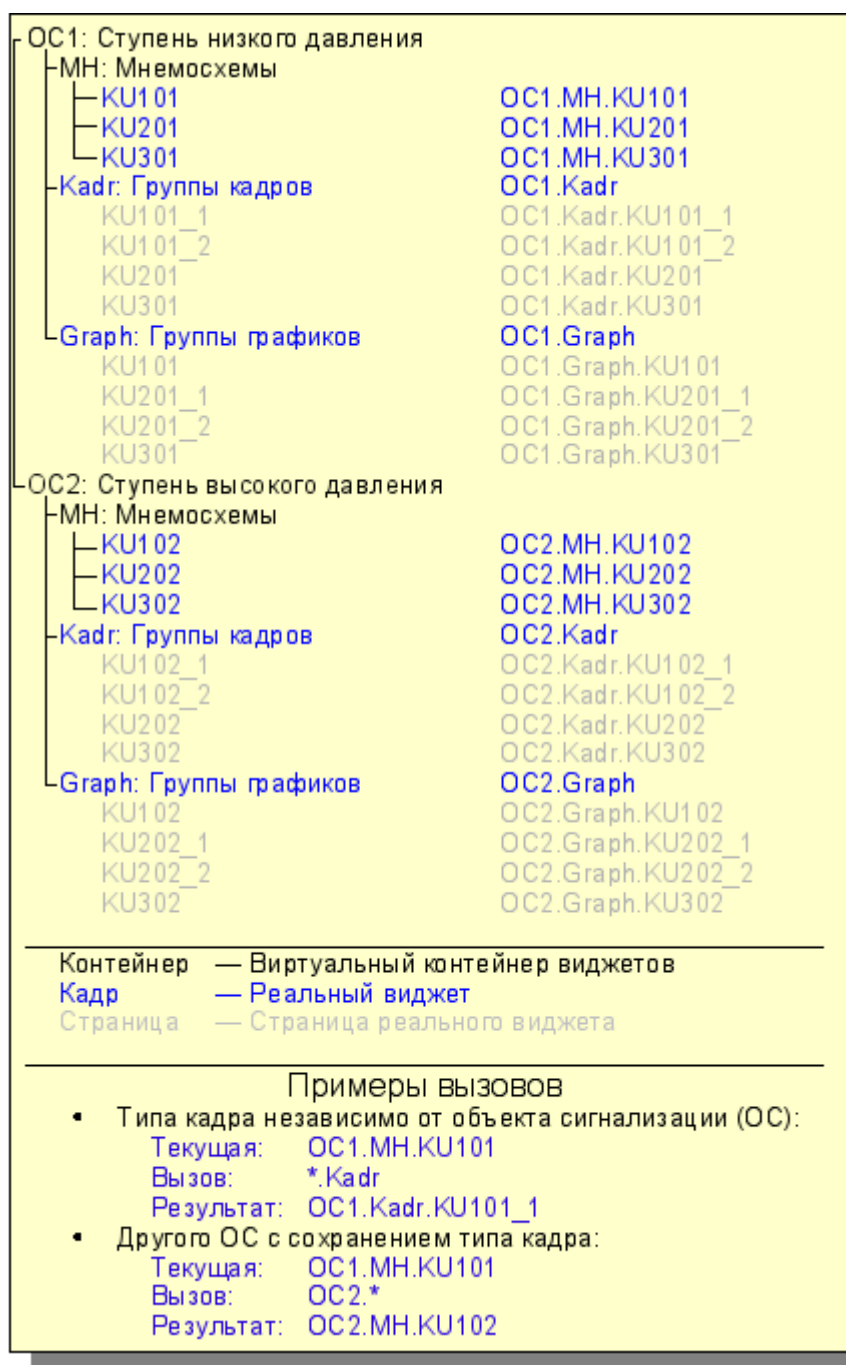 ОС1: Ступень низкого давления
МН: Мнемосхемы
KU101 ОС1.МН.KU101
KU201 ОС1.МН.KU201
KU301 ОС1.МН.KU301
Kadr: Группы кадров ОС1.Kadr
KU101_1 ОС1.Kadr.KU101_1
KU101_2 ОС1.Kadr.KU101_2
KU201 ОС1.Kadr.KU201
KU301 ОС1.Kadr.KU301
Graph: Группы графиков ОС1.Graph
KU101 ОС1.Graph.KU101
KU201_1 ОС1.Graph.KU201_1
KU201_2 ОС1.Graph.KU201_2
KU301 ОС1.Graph.KU301
ОС2: Ступень высокого давления
МН: Мнемосхемы
KU102 ОС2.МН.KU102
KU202 ОС2.МН.KU202
KU302 ОС2.МН.KU302
Kadr: Группы кадров ОС2.Kadr
KU102_1 ОС2.Kadr.KU102_1
KU102_2 ОС2.Kadr.KU102_2
KU202 ОС2.Kadr.KU202
KU302 ОС2.Kadr.KU302
Graph: Группы графиков ОС2.Graph
KU102 ОС2.Graph.KU102
KU202_1 ОС2.Graph.KU202_1
KU202_2 ОС2.Graph.KU202_2
KU302 ОС2.Graph.KU302
Контейнер — Виртуальный контейнер виджетов
Кадр — Реальный виджет
Страница — Страница реального виджета
Примеры вызовов
• Типа кадра независимо от объекта сигнализации (ОС):
Текущая: ОС1.МН.KU101
Вызов: *.Kadr
Результат: ОС1.Kadr.KU101_1
• Другого ОС с сохранением типа кадра:
Текущая: ОС1.МН.KU101
Вызов: ОС2.*
Результат: ОС2.МН.KU102